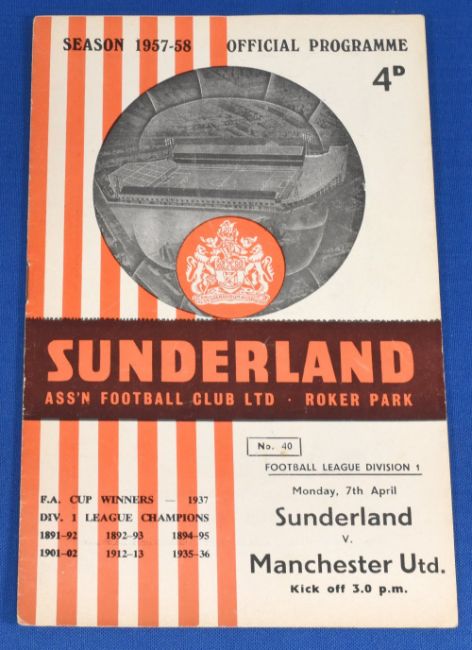 SEASON 1957-58 OFFICIAL PROGRAMME
4D
SUNDERLAND
ASS'N FOOTBALL CLUB LTD · ROKER PARK
No. 40
FOOTBALL LEAGUE DIVISION 1
Monday, 7th April
Sunderland
v.
Manchester Utd.
Kick off 3.0 p.m.
F.A. CUP WINNERS — 1937
DIV. 1 LEAGUE CHAMPIONS
1891-92 1892-93 1894-95
1901-02 1912-13 1935-36